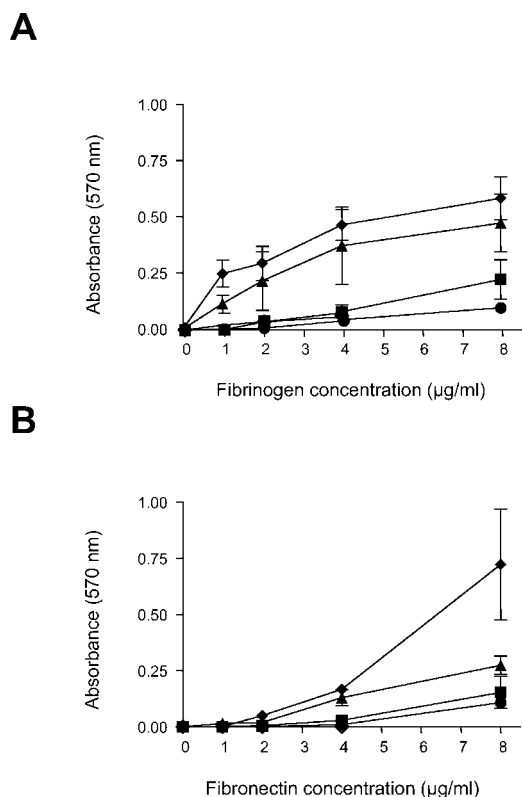 A
1.00
0.75
0.50
0.25
0.00
Absorbance (570 nm)
0 1 2 3 4 5 6 7 8
Fibrinogen concentration (µg/ml)
B
1.00
0.75
0.50
0.25
0.00
Absorbance (570 nm)
0 1 2 3 4 5 6 7 8
Fibronectin concentration (µg/ml)